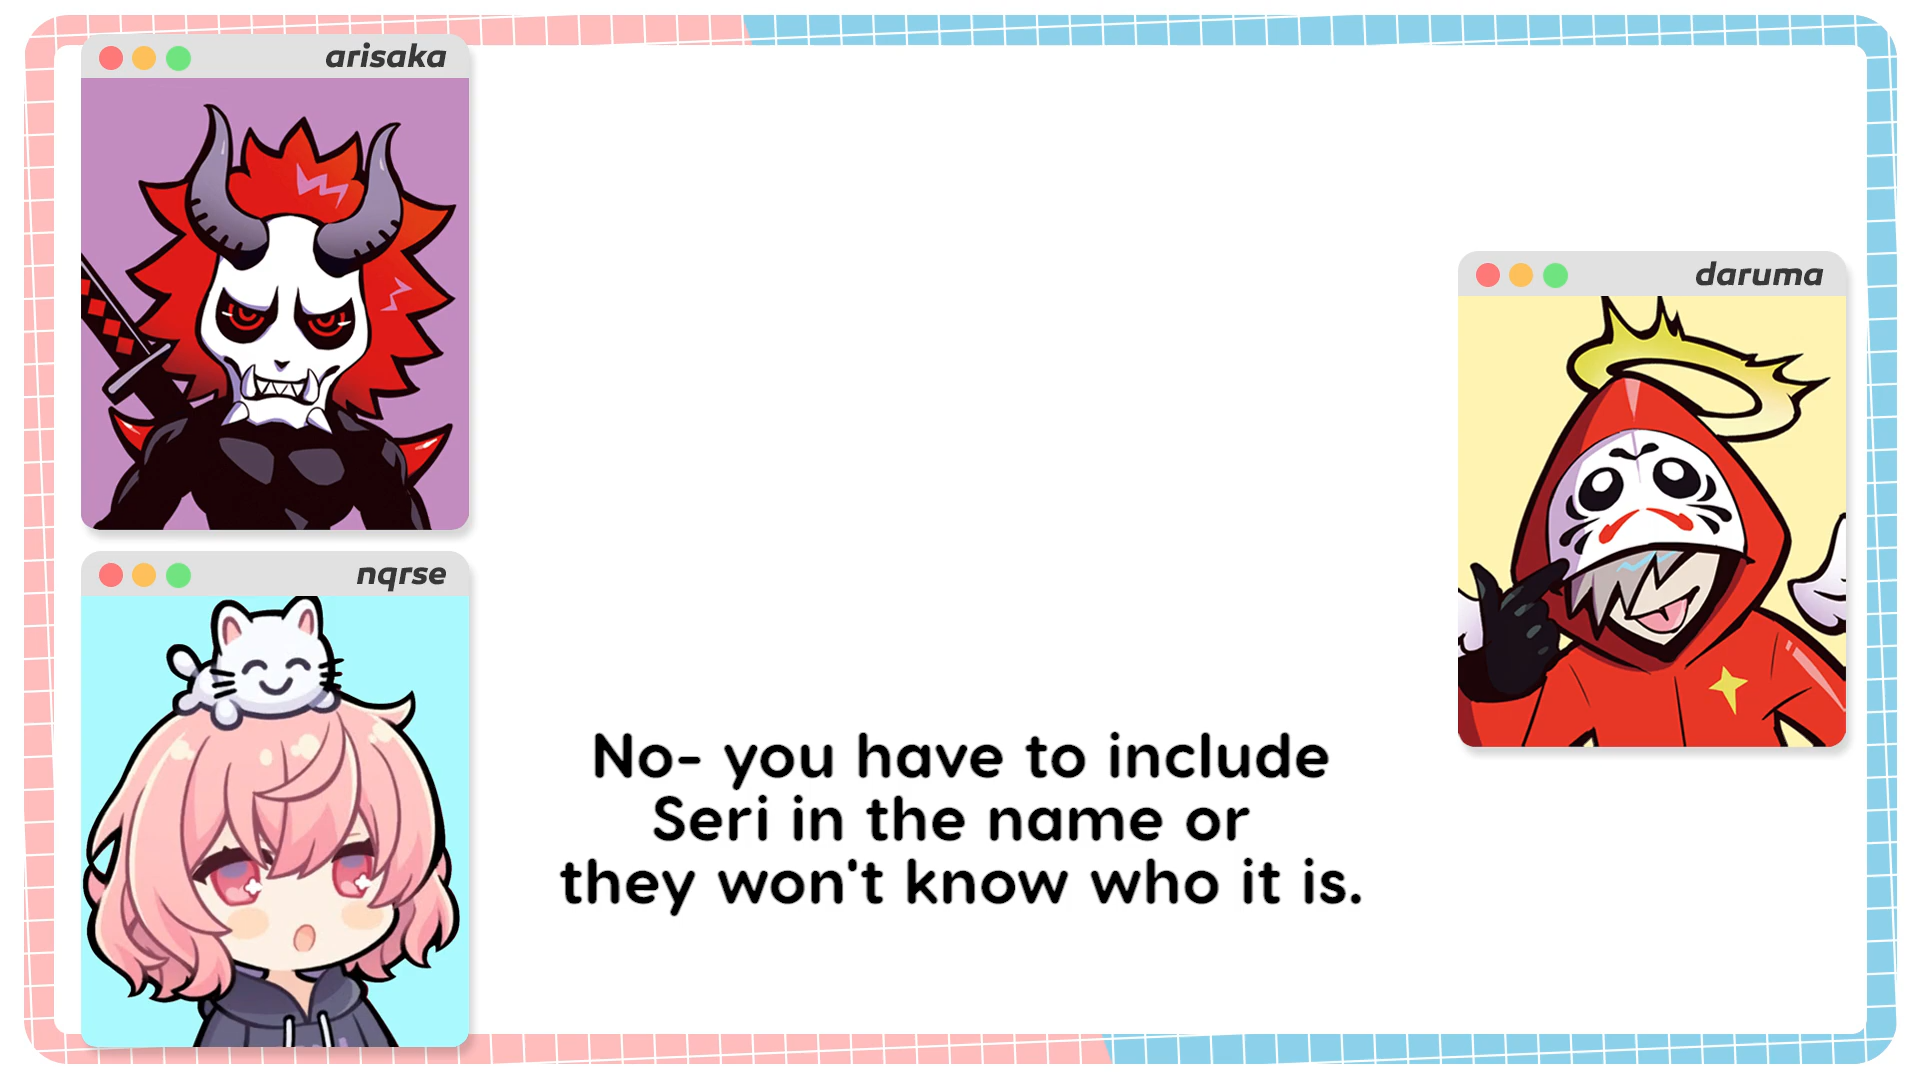 arisaka
daruma
nqrse
No- you have to include
Seri in the name or
they won't know who it is.